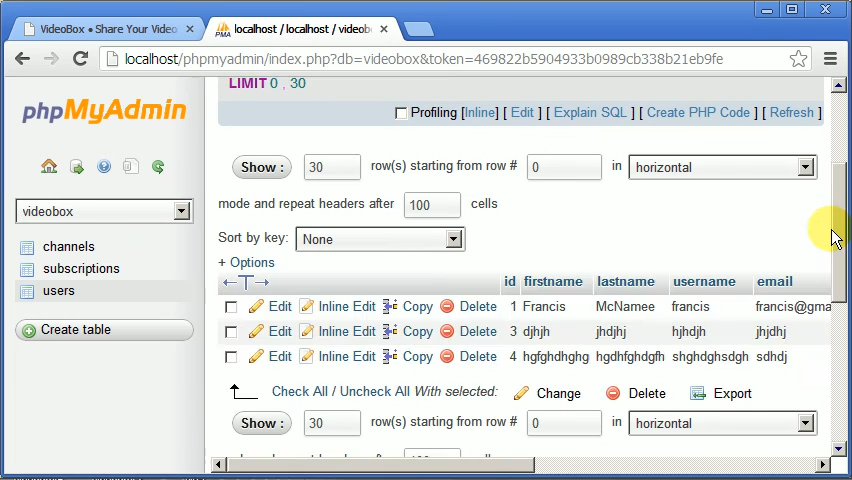 VideoBox • Share Your Video
localhost / localhost / videob
PMA
localhost/phpmyadmin/index.php?db=videobox&token=469822b5904933b0989cb338b21eb9fe
phpMyAdmin
videobox
channels
subscriptions
users
Create table
LIMIT 0 , 30
Profiling [Inline] [ Edit ] [ Explain SQL ] [ Create PHP Code ] [ Refresh ]
Show : 30 row(s) starting from row # 0 in horizontal
mode and repeat headers after 100 cells
Sort by key: None
+ Options
←T→ id firstname lastname username email
Edit Inline Edit Copy Delete 1 Francis McNamee francis francis@gma
Edit Inline Edit Copy Delete 3 djhjh jhdjhj hjhdjh jhjdhj
Edit Inline Edit Copy Delete 4 hgfghdhghg hgdhfghdgfh shghdghsdgh sdhdj
Check All / Uncheck All With selected: Change Delete Export
Show : 30 row(s) starting from row # 0 in horizontal